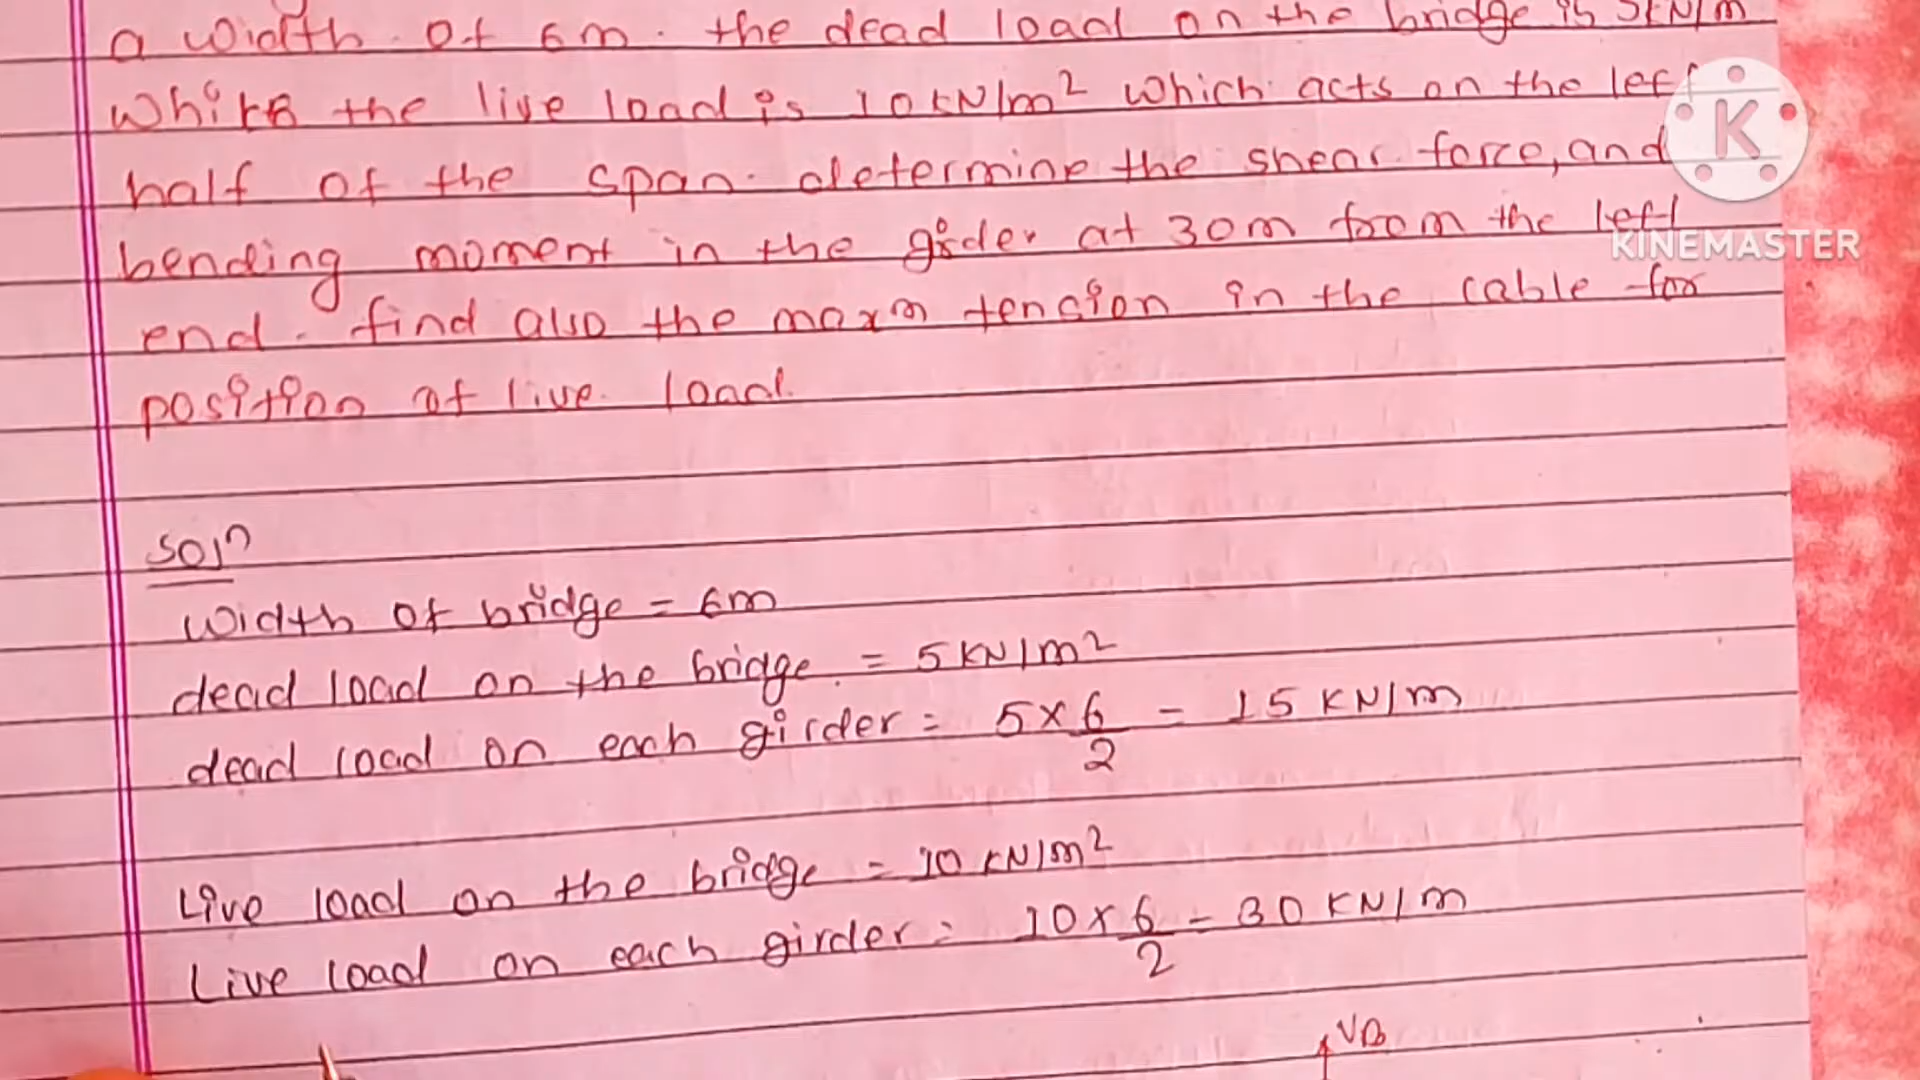 a width of 6m. the dead load on the bridge is 5kN/m
while the live load is 10kN/m² which acts on the left
half of the span. determine the shear force, and
bending moment in the girder at 30m from the left
end. find also the maxm tension in the cable for
position of live load.
Solⁿ
Width of bridge = 6m
dead load on the bridge = 5KN/m²
dead load on each girder = 5×6/2 = 15 KN/m
Live load on the bridge = 10 KN/m²
Live load on each girder = 10×6/2 = 30 KN/m
VB
K
KINEMASTER